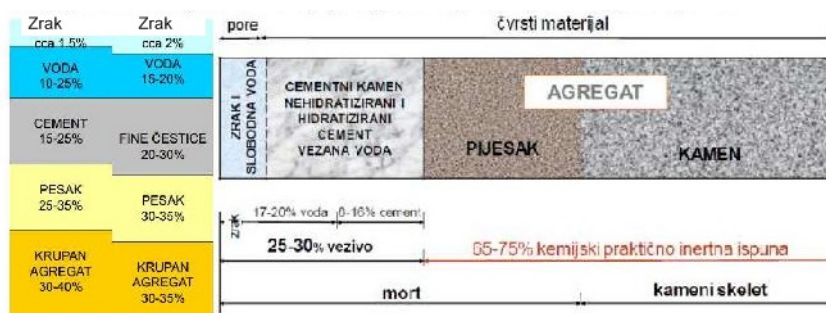 Zrak
cca 1.5%
VODA
10-25%
CEMENT
15-25%
PESAK
25-35%
KRUPAN
AGREGAT
30-40%
Zrak
cca 2%
VODA
15-20%
FINE ČESTICE
20-30%
PESAK
30-35%
KRUPAN
AGREGAT
30-35%
pore
čvrsti materijal
ZRAK I
SLOBODNA VODA
CEMENTNI KAMEN
NEHIDRATIZIRANI I
HIDRATIZIRANI
CEMENT
VEZANA VODA
AGREGAT
PIJESAK
KAMEN
zrak
17-20% voda
25-30% vezivo
65-75% kemijski praktično inertna ispuna
mort
kameni skelet